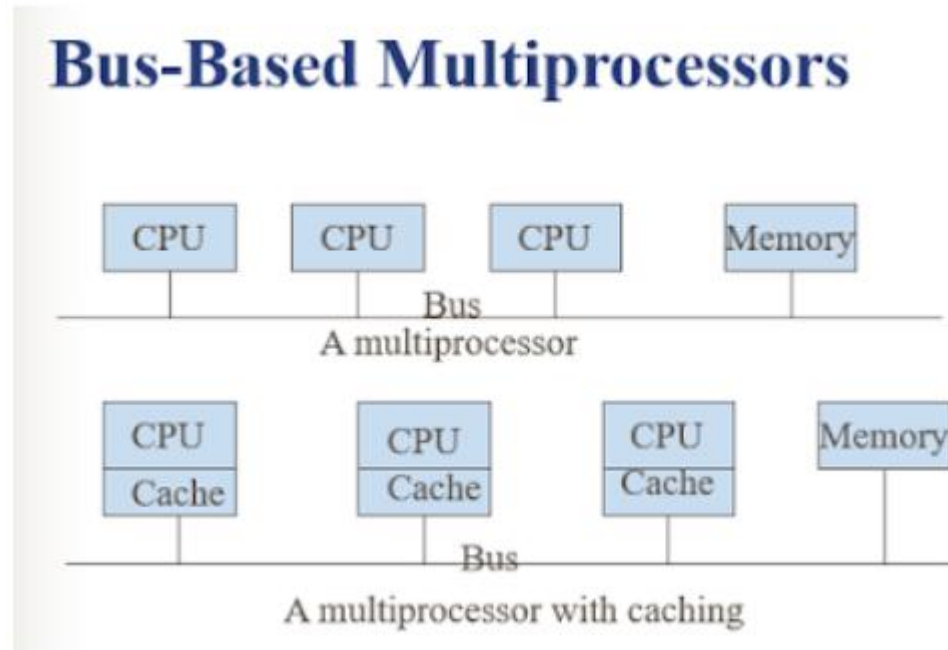 Bus-Based Multiprocessors
CPU CPU CPU Memory
Bus
A multiprocessor
CPU CPU CPU Memory
Cache Cache Cache
Bus
A multiprocessor with caching